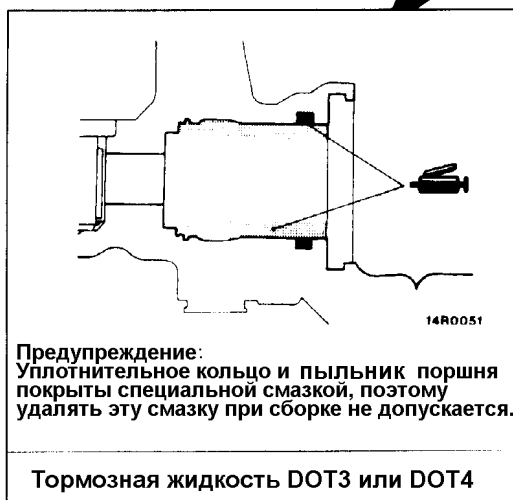 14R0051
Предупреждение:
Уплотнительное кольцо и пыльник поршня
покрыты специальной смазкой, поэтому
удалять эту смазку при сборке не допускается.
Тормозная жидкость DOT3 или DOT4